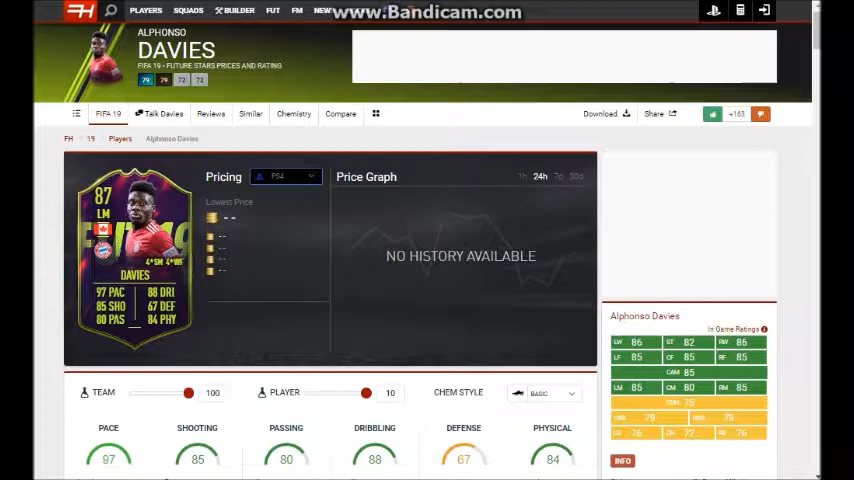 FH PLAYERS SQUADS BUILDER FUT FM NEWS
www.Bandicam.com
ALPHONSO
DAVIES
FIFA 19 - FUTURE STARS PRICES AND RATING
79 79 72 72
FIFA 19 Talk Davies Reviews Similar Chemistry Compare Download Share +163
FH 19 Players Alphonso Davies
Pricing PS4 Price Graph 1h 24h 7d 30d
Lowest Price
--
--
--
--
--
NO HISTORY AVAILABLE
87
LM
4*SM 4*WF
DAVIES
97 PAC 88 DRI
85 SHO 67 DEF
80 PAS 84 PHY
Alphonso Davies
In Game Ratings
LW 86 ST 82 RW 86
LF 85 CF 85 RF 85
CAM 85
LM 85 CM 80 RM 85
75
79 79
76 72 76
INFO
TEAM 100 PLAYER 10 CHEM STYLE BASIC
PACE SHOOTING PASSING DRIBBLING DEFENSE PHYSICAL
97 85 80 88 67 84